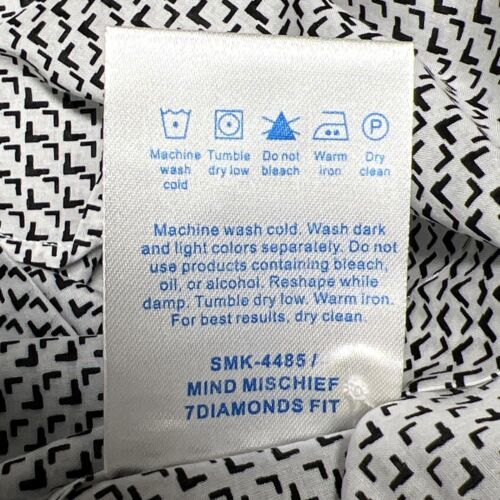 Machine wash cold
Tumble dry low
Do not bleach
Warm iron
P
Dry clean
Machine wash cold. Wash dark
and light colors separately. Do not
use products containing bleach,
oil, or alcohol. Reshape while
damp. Tumble dry low. Warm iron.
For best results, dry clean.
SMK-4485 /
MIND MISCHIEF
7DIAMONDS FIT